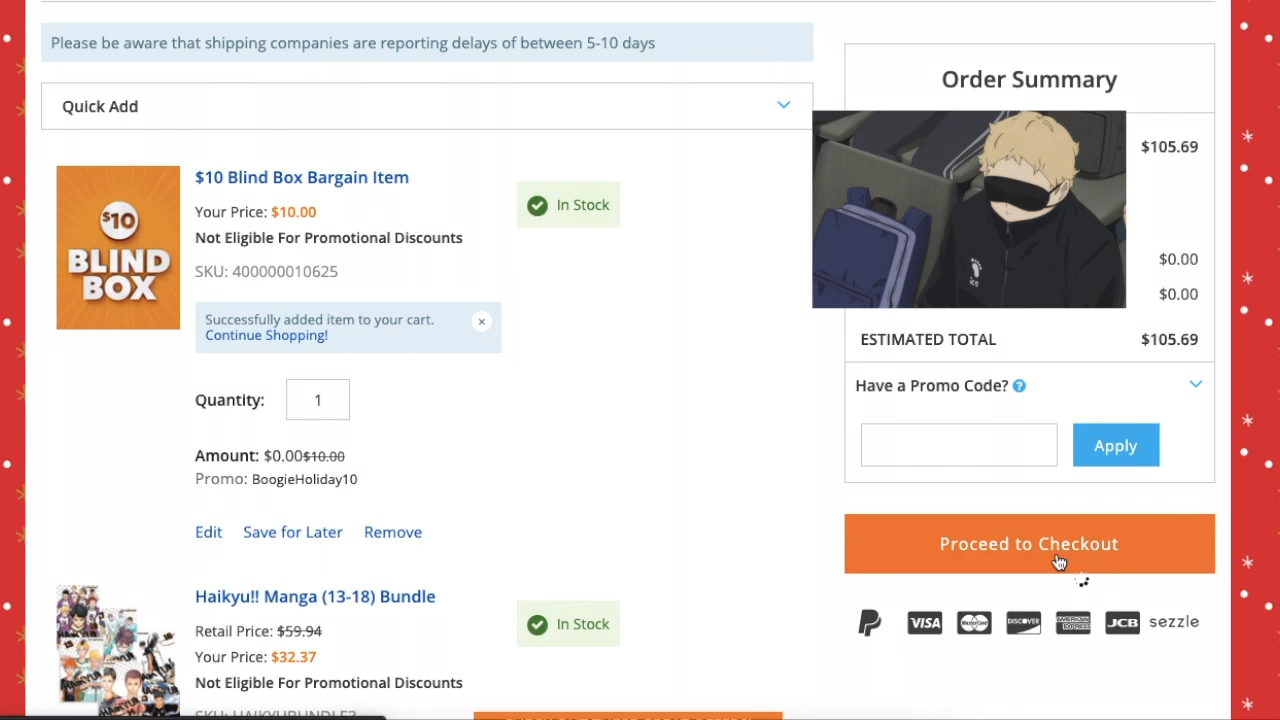 Please be aware that shipping companies are reporting delays of between 5-10 days
Quick Add
$10
BLIND
BOX
$10 Blind Box Bargain Item
Your Price: $10.00
Not Eligible For Promotional Discounts
SKU: 400000010625
In Stock
Successfully added item to your cart.
Continue Shopping!
×
Quantity: 1
Amount: $0.00$10.00
Promo: BoogieHoliday10
Edit Save for Later Remove
Haikyu!! Manga (13-18) Bundle
Retail Price: $59.94
Your Price: $32.37
Not Eligible For Promotional Discounts
In Stock
Order Summary
$105.69
$0.00
$0.00
ESTIMATED TOTAL $105.69
Have a Promo Code? ?
Apply
Proceed to Checkout
VISA MasterCard DISCOVER AMERICAN EXPRESS JCB sezzle